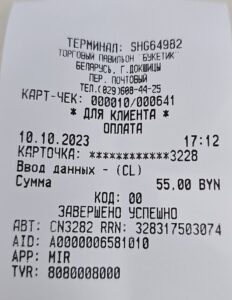 ТЕРМИНАЛ: SHG64982
ТОРГОВЫЙ ПАВИЛЬОН БУКЕТИК
БЕЛАРУСЬ, Г.ДОКШИЦЫ
ПЕР. ПОЧТОВЫЙ
ТЕЛ.(029)608-44-25
КАРТ-ЧЕК: 000010/000641
* ДЛЯ КЛИЕНТА *
ОПЛАТА
10.10.2023 17:12
КАРТОЧКА: ************3228
Ввод данных - (CL)
Сумма 55.00 BYN
КОД: 00
ЗАВЕРШЕНО УСПЕШНО
АВТ: CN3282 RRN: 328317503074
AID: A0000006581010
APP: MIR
TVR: 8080008000